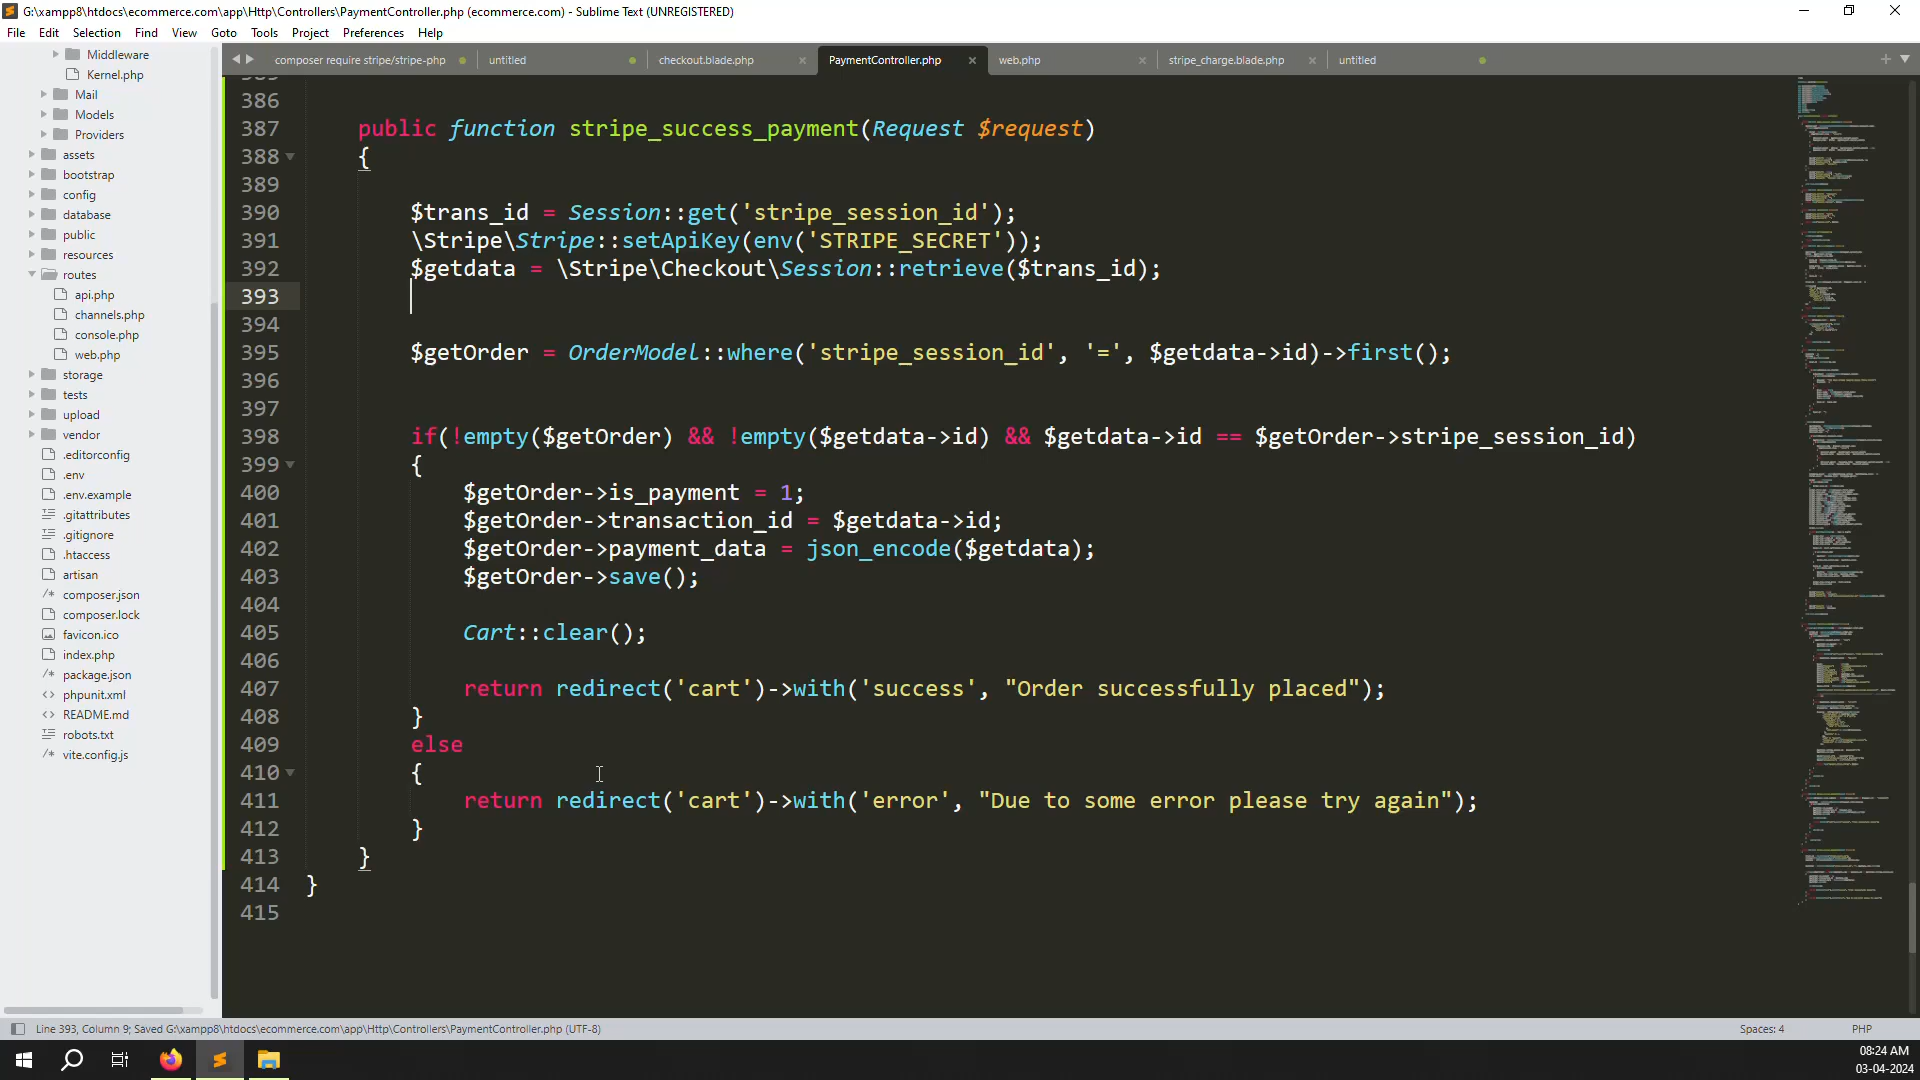 G:\xampp8\htdocs\ecommerce.com\app\Http\Controllers\PaymentController.php (ecommerce.com) - Sublime Text (UNREGISTERED)
File Edit Selection Find View Goto Tools Project Preferences Help
composer require stripe/stripe-php untitled checkout.blade.php PaymentController.php web.php stripe_charge.blade.php untitled
Middleware
Kernel.php
Mail
Models
Providers
assets
bootstrap
config
database
public
resources
routes
api.php
channels.php
console.php
web.php
storage
tests
upload
vendor
.editorconfig
.env
.env.example
.gitattributes
.gitignore
.htaccess
artisan
composer.json
composer.lock
favicon.ico
index.php
package.json
phpunit.xml
README.md
robots.txt
vite.config.js
386
387 public function stripe_success_payment(Request $request)
388 {
389
390 $trans_id = Session::get('stripe_session_id');
391 \Stripe\Stripe::setApiKey(env('STRIPE_SECRET'));
392 $getdata = \Stripe\Checkout\Session::retrieve($trans_id);
393
394
395 $getOrder = OrderModel::where('stripe_session_id', '=', $getdata->id)->first();
396
397
398 if(!empty($getOrder) && !empty($getdata->id) && $getdata->id == $getOrder->stripe_session_id)
399 {
400 $getOrder->is_payment = 1;
401 $getOrder->transaction_id = $getdata->id;
402 $getOrder->payment_data = json_encode($getdata);
403 $getOrder->save();
404
405 Cart::clear();
406
407 return redirect('cart')->with('success', "Order successfully placed");
408 }
409 else
410 {
411 return redirect('cart')->with('error', "Due to some error please try again");
412 }
413 }
414 }
415
Line 393, Column 9; Saved G:\xampp8\htdocs\ecommerce.com\app\Http\Controllers\PaymentController.php (UTF-8)
Spaces: 4 PHP
08:24 AM
03-04-2024